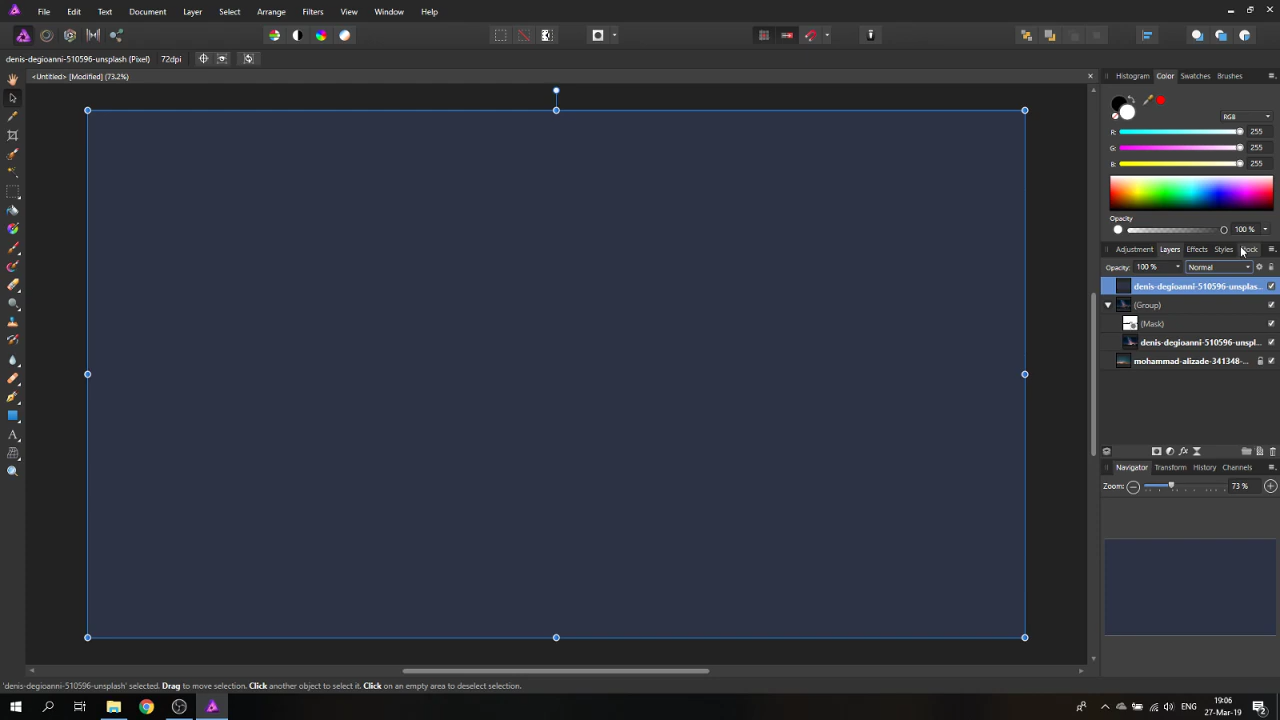 File Edit Text Document Layer Select Arrange Filters View Window Help
denis-degioanni-510596-unsplash (Pixel) 72dpi
<Untitled> [Modified] (73.2%)
Histogram Color Swatches Brushes
RGB
R: 255
G: 255
B: 255
Opacity
100 %
Adjustment Layers Effects Styles Stock
Opacity: 100 % Normal
denis-degioanni-510596-unsplas...
(Group)
(Mask)
denis-degioanni-510596-unspl...
mohammad-alizade-341348-...
Navigator Transform History Channels
Zoom: 73 %
'denis-degioanni-510596-unsplash' selected. Drag to move selection. Click another object to select it. Click on an empty area to deselect selection.
ENG
19:06
27-Mar-19
2